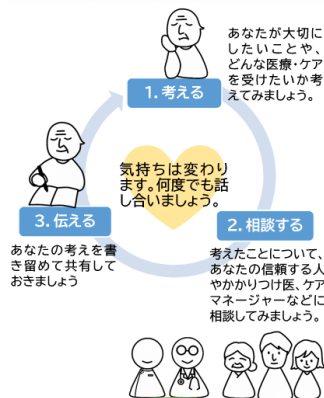 1. 考える
あなたが大切に
したいことや、
どんな医療・ケア
を受けたいか考
えてみましょう。
気持ちは変わり
ます。何度でも話
し合いましょう。
2. 相談する
考えたことについて、
あなたの信頼する人
やかかりつけ医、ケア
マネージャーなどに
相談してみましょう。
3. 伝える
あなたの考えを書
き留めて共有して
おきましょう